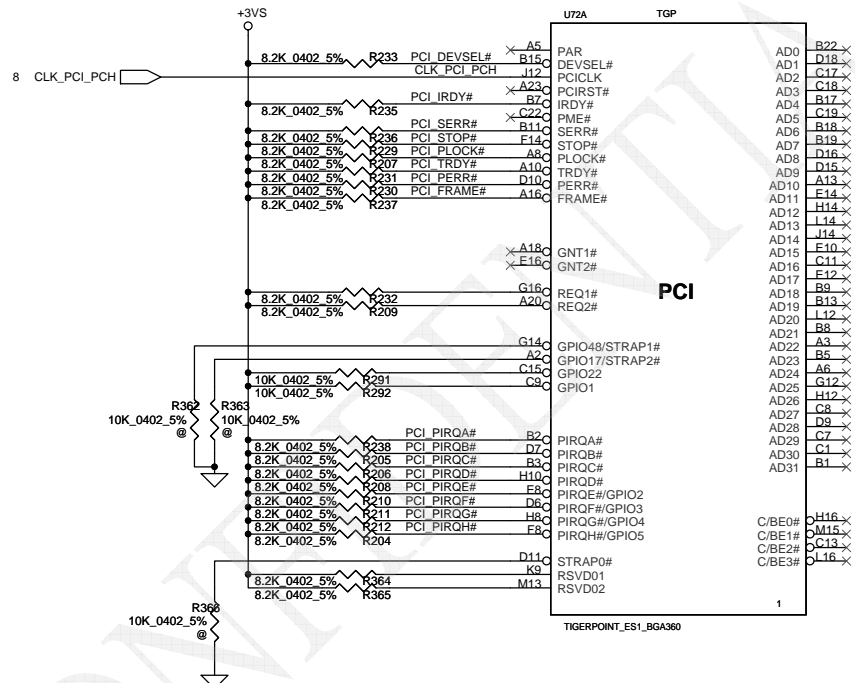 +3VS
U72A
TGP
8 CLK_PCI_PCH
8.2K_0402_5% R233 PCI_DEVSEL#
CLK_PCI_PCH
8.2K_0402_5% R235 PCI_IRDY#
8.2K_0402_5% R236 PCI_SERR#
8.2K_0402_5% R229 PCI_STOP#
8.2K_0402_5% R207 PCI_PLOCK#
8.2K_0402_5% R231 PCI_TRDY#
8.2K_0402_5% R230 PCI_PERR#
8.2K_0402_5% R237 PCI_FRAME#
8.2K_0402_5% R232
8.2K_0402_5% R209
10K_0402_5% R291
10K_0402_5% R292
R362
10K_0402_5%
@
R363
10K_0402_5%
@
8.2K_0402_5% R238 PCI_PIRQA#
8.2K_0402_5% R205 PCI_PIRQB#
8.2K_0402_5% R206 PCI_PIRQC#
8.2K_0402_5% R208 PCI_PIRQD#
8.2K_0402_5% R210 PCI_PIRQE#
8.2K_0402_5% R211 PCI_PIRQF#
8.2K_0402_5% R212 PCI_PIRQG#
8.2K_0402_5% R204 PCI_PIRQH#
8.2K_0402_5% R364
8.2K_0402_5% R365
R366
10K_0402_5%
@
A5 PAR
B15 DEVSEL#
J12 PCICLK
A23 PCIRST#
B7 IRDY#
C22 PME#
B11 SERR#
F14 STOP#
A8 PLOCK#
A10 TRDY#
D10 PERR#
A16 FRAME#
A18 GNT1#
E16 GNT2#
G16 REQ1#
A20 REQ2#
G14 GPIO48/STRAP1#
A2 GPIO17/STRAP2#
C15 GPIO22
C9 GPIO1
B2 PIRQA#
D7 PIRQB#
B3 PIRQC#
H10 PIRQD#
E8 PIRQE#/GPIO2
D6 PIRQF#/GPIO3
H8 PIRQG#/GPIO4
F8 PIRQH#/GPIO5
D11 STRAP0#
K9 RSVD01
M13 RSVD02
PCI
AD0 B22
AD1 D18
AD2 C17
AD3 C18
AD4 B17
AD5 C19
AD6 B18
AD7 B19
AD8 D16
AD9 D15
AD10 A13
AD11 E14
AD12 H14
AD13 L14
AD14 J14
AD15 E10
AD16 C11
AD17 E12
AD18 B9
AD19 B13
AD20 L12
AD21 B8
AD22 A3
AD23 B5
AD24 A6
AD25 G12
AD26 H12
AD27 C8
AD28 D9
AD29 C7
AD30 C1
AD31 B1
C/BE0# H16
C/BE1# M15
C/BE2# C13
C/BE3# L16
1
TIGERPOINT_ES1_BGA360
CONFIDENTIA